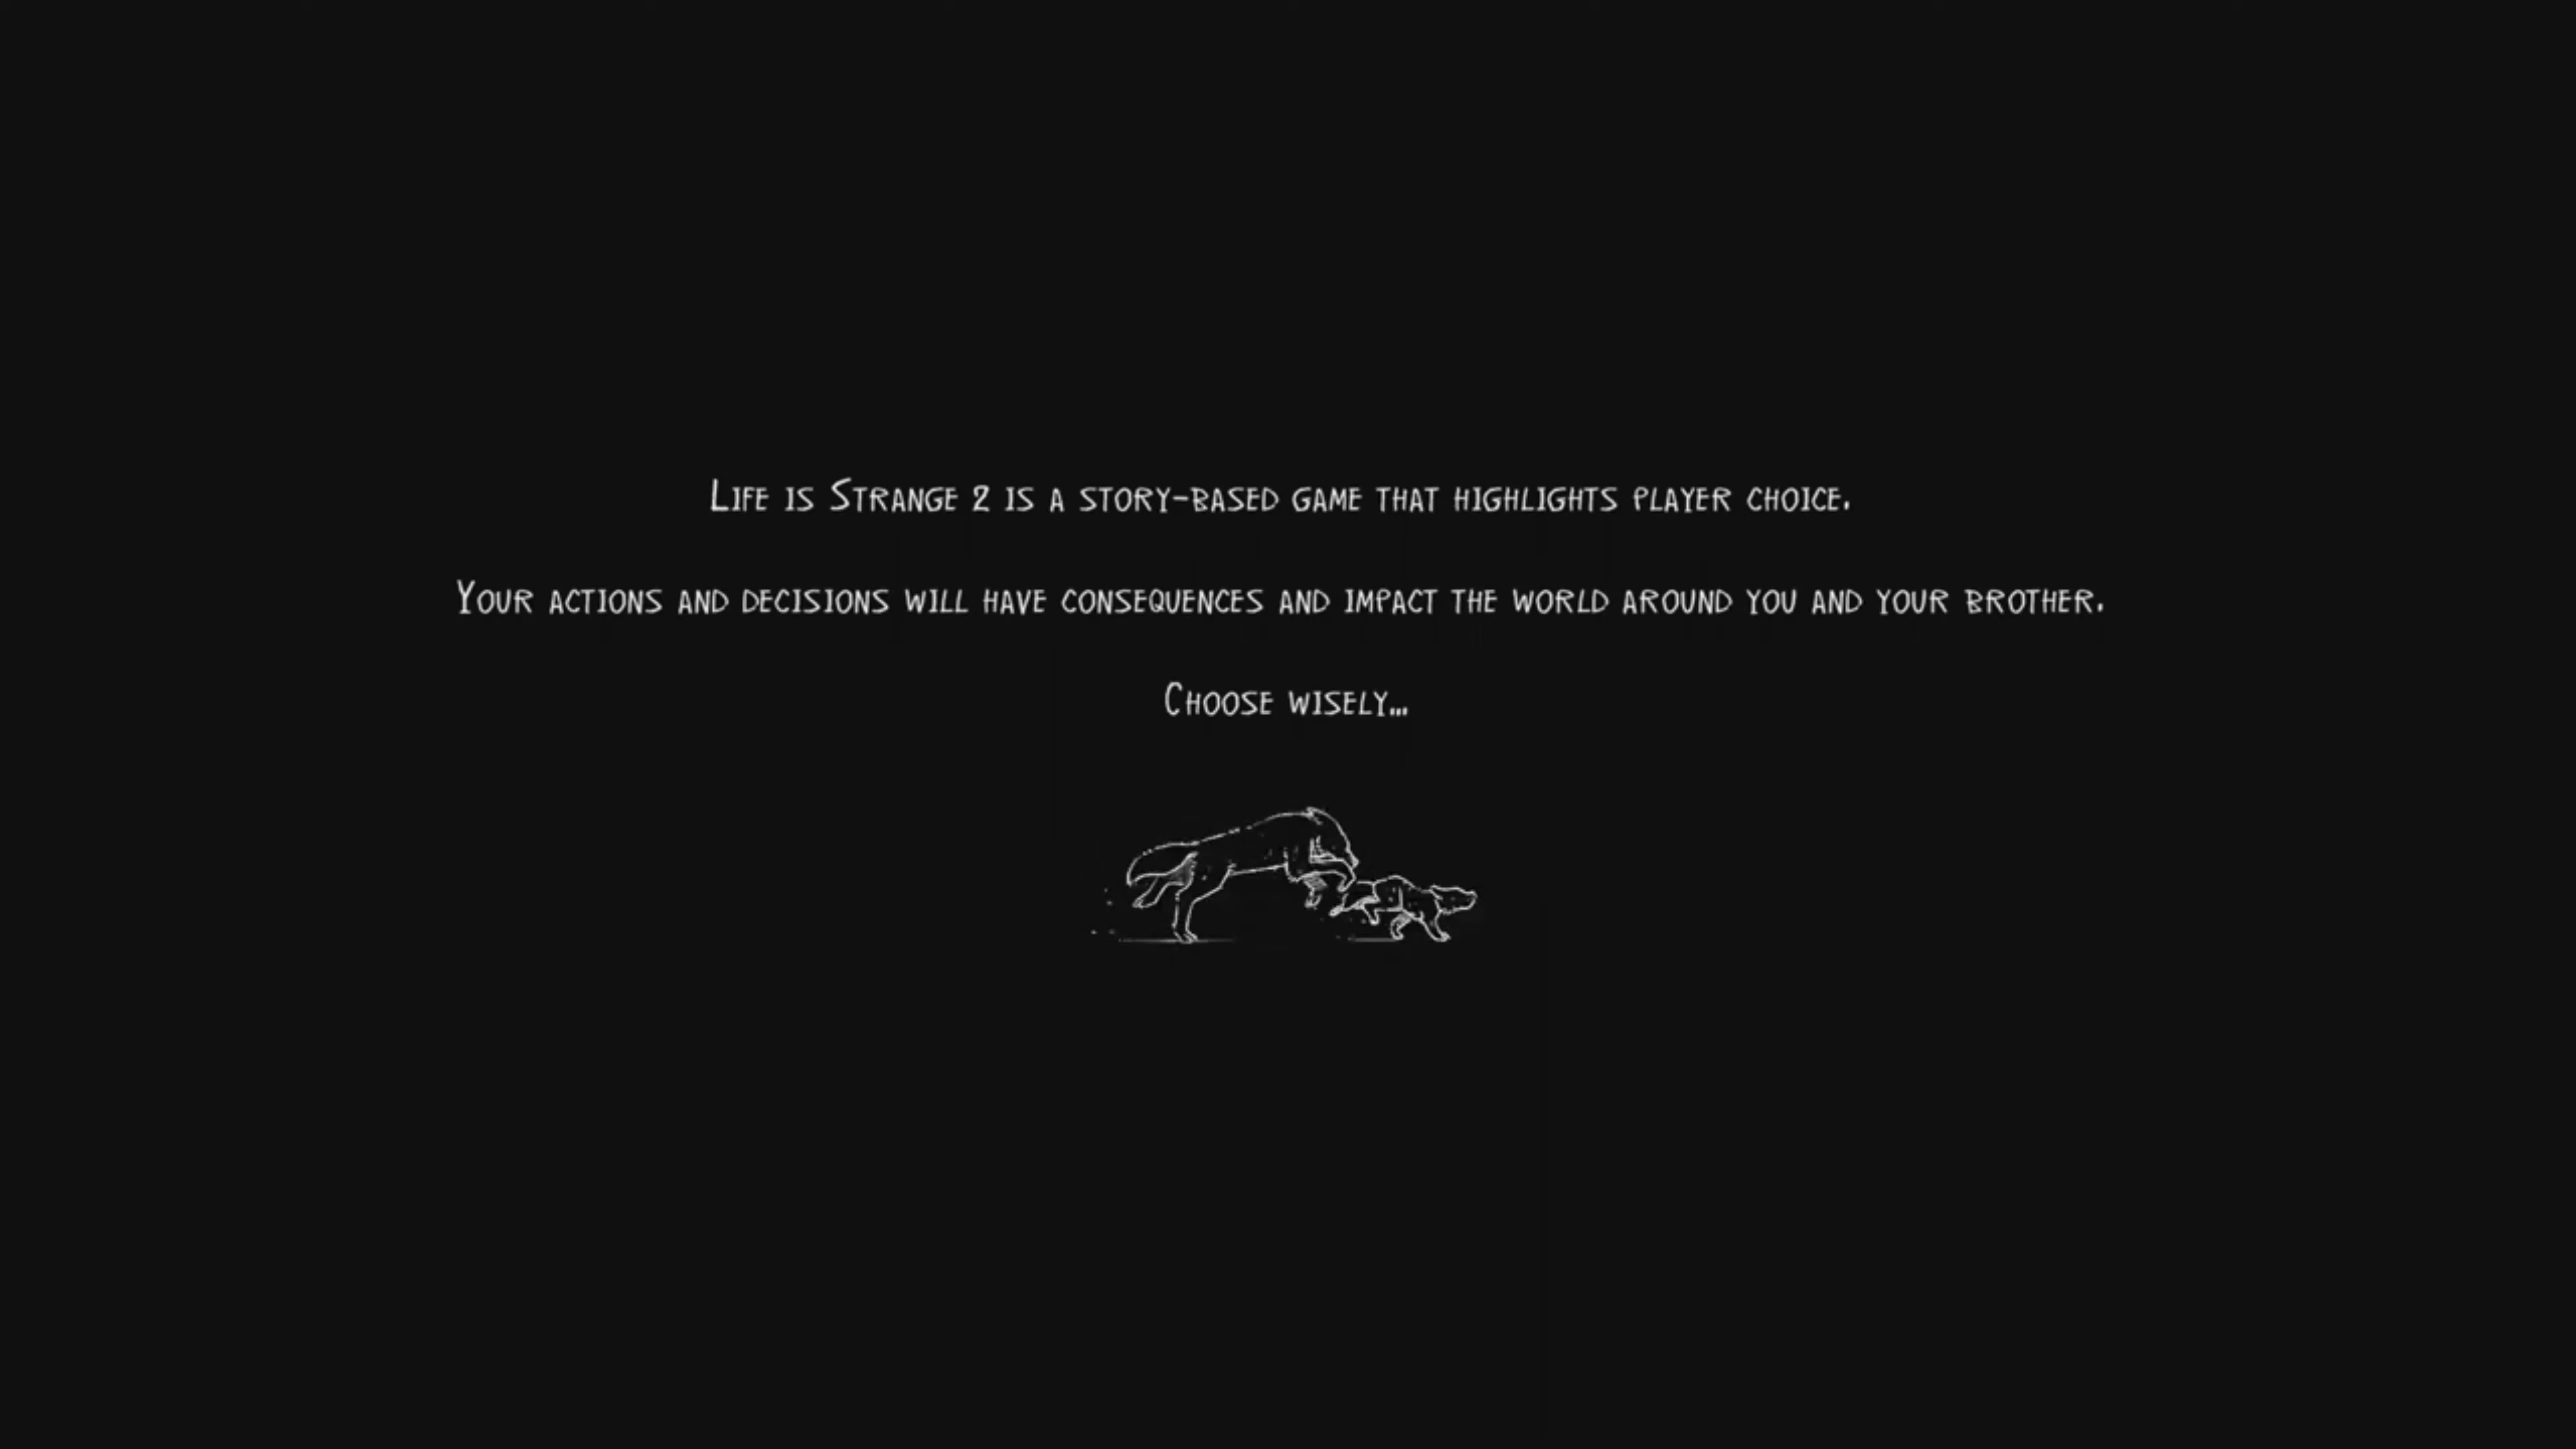 Life is Strange 2 is a story-based game that highlights player choice.
Your actions and decisions will have consequences and impact the world around you and your brother.
Choose wisely...